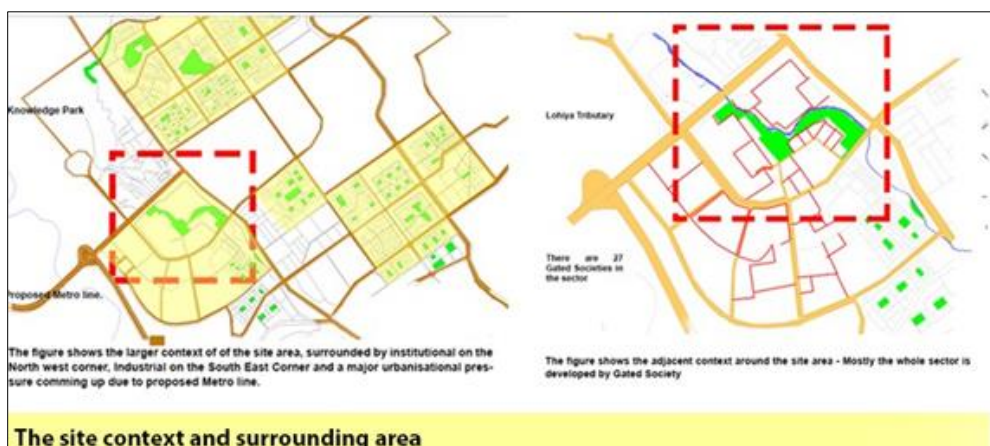 Knowledge Park
Proposed Metro line.
The figure shows the larger context of of the site area, surrounded by institutional on the
North west corner, Industrial on the South East Corner and a major urbanisational pres-
sure comming up due to proposed Metro line.
Lohiya Tributary
There are 27
Gated Societies in
the sector
The figure shows the adjacent context around the site area - Mostly the whole sector is
developed by Gated Society
The site context and surrounding area